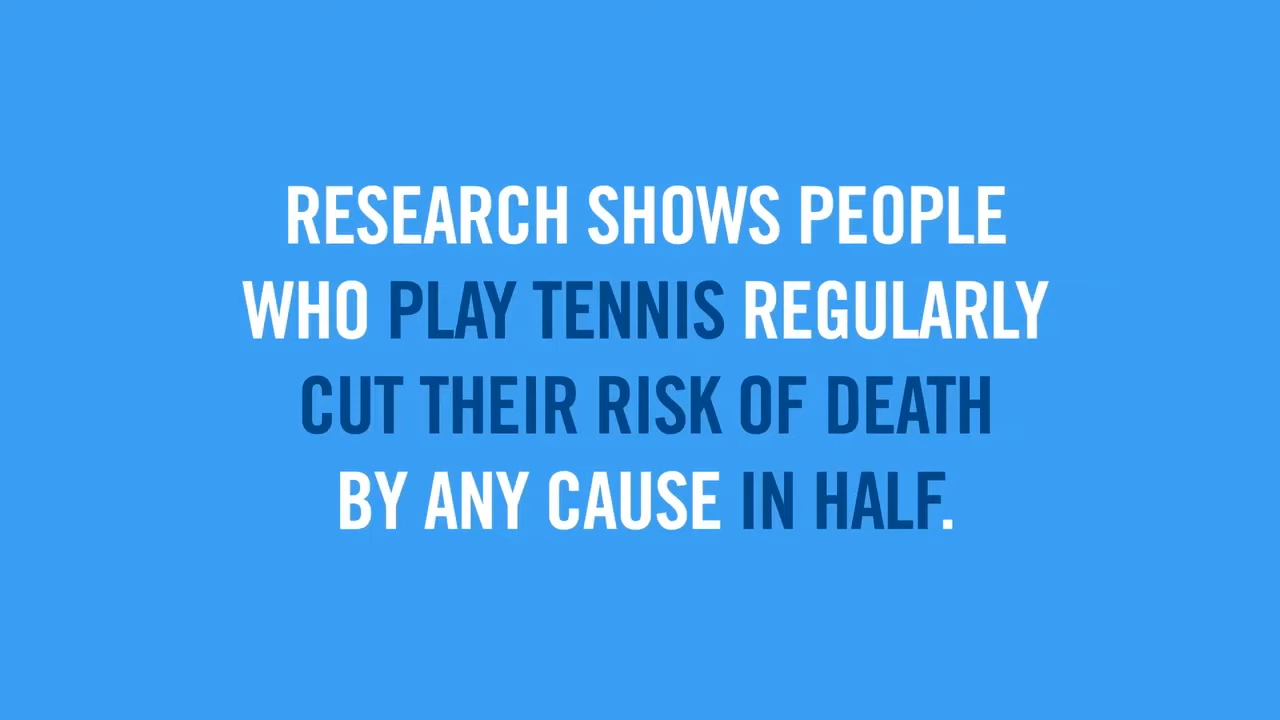 RESEARCH SHOWS PEOPLE
WHO PLAY TENNIS REGULARLY
CUT THEIR RISK OF DEATH
BY ANY CAUSE IN HALF.